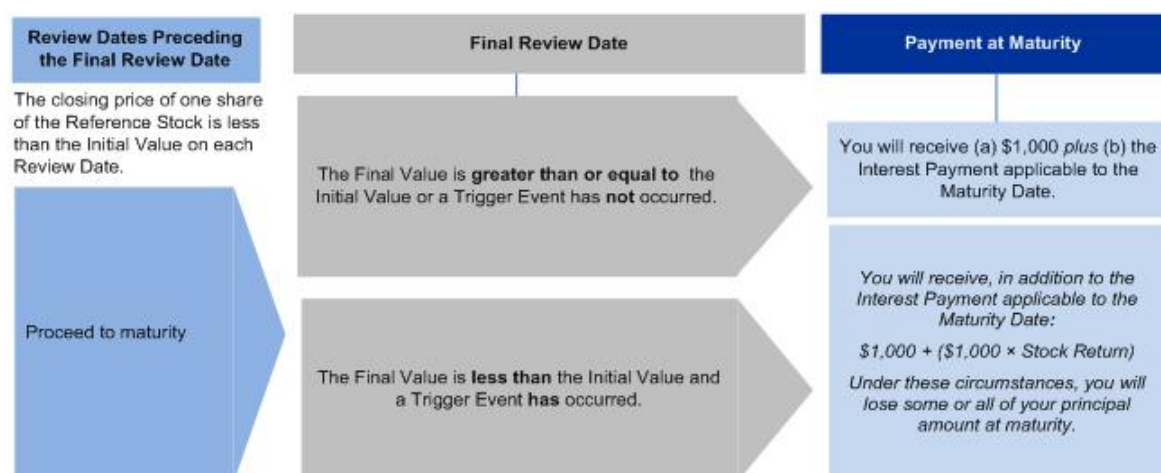 Review Dates Preceding
the Final Review Date
The closing price of one share
of the Reference Stock is less
than the Initial Value on each
Review Date.
Proceed to maturity
Final Review Date
The Final Value is greater than or equal to the
Initial Value or a Trigger Event has not occurred.
The Final Value is less than the Initial Value and
a Trigger Event has occurred.
Payment at Maturity
You will receive (a) $1,000 plus (b) the
Interest Payment applicable to the
Maturity Date.
You will receive, in addition to the
Interest Payment applicable to the
Maturity Date:
$1,000 + ($1,000 × Stock Return)
Under these circumstances, you will
lose some or all of your principal
amount at maturity.